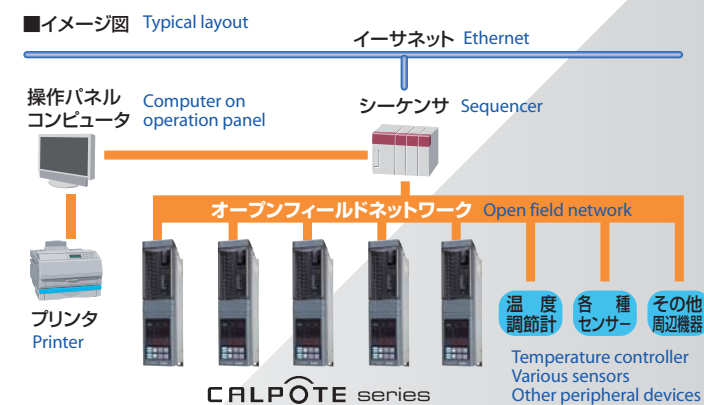 ■イメージ図 Typical layout
イーサネット Ethernet
操作パネル
コンピュータ
Computer on
operation panel
シーケンサ Sequencer
オープンフィールドネットワーク Open field network
プリンタ
Printer
温 度
調節計
各 種
センサー
その他
周辺機器
Temperature controller
Various sensors
Other peripheral devices
CALPOTE series